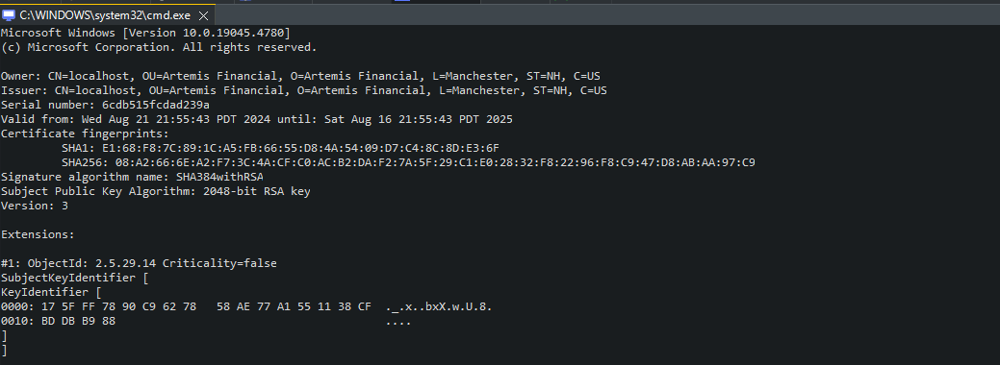 C:\WINDOWS\system32\cmd.exe
Microsoft Windows [Version 10.0.19045.4780]
(c) Microsoft Corporation. All rights reserved.
Owner: CN=localhost, OU=Artemis Financial, O=Artemis Financial, L=Manchester, ST=NH, C=US
Issuer: CN=localhost, OU=Artemis Financial, O=Artemis Financial, L=Manchester, ST=NH, C=US
Serial number: 6cdb515fcdad239a
Valid from: Wed Aug 21 21:55:43 PDT 2024 until: Sat Aug 16 21:55:43 PDT 2025
Certificate fingerprints:
SHA1: E1:68:F8:7C:89:1C:A5:FB:66:55:D8:4A:54:09:D7:C4:8C:8D:E3:6F
SHA256: 08:A2:66:6E:A2:F7:3C:4A:CF:C0:AC:B2:DA:F2:7A:5F:29:C1:E0:28:32:F8:22:96:F8:C9:47:D8:AB:AA:97:C9
Signature algorithm name: SHA384withRSA
Subject Public Key Algorithm: 2048-bit RSA key
Version: 3
Extensions:
#1: ObjectId: 2.5.29.14 Criticality=false
SubjectKeyIdentifier [
KeyIdentifier [
0000: 17 5F FF 78 90 C9 62 78   58 AE 77 A1 55 11 38 CF  ._.x..bxX.w.U.8.
0010: BD DB B9 88                                        ....
]
]